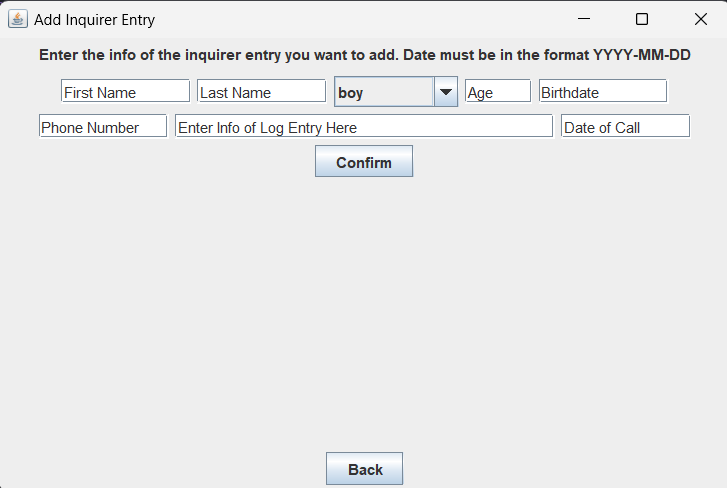 Add Inquirer Entry
Enter the info of the inquirer entry you want to add. Date must be in the format YYYY-MM-DD
First Name Last Name boy Age Birthdate
Phone Number Enter Info of Log Entry Here Date of Call
Confirm
Back